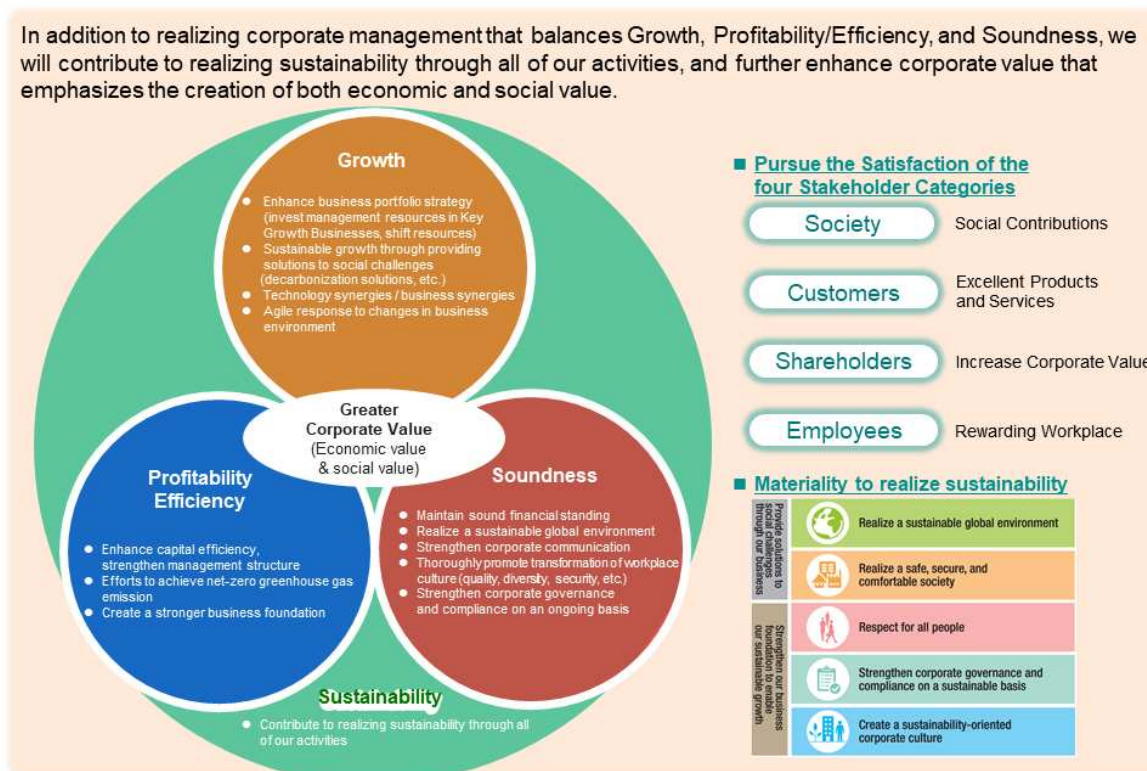 In addition to realizing corporate management that balances Growth, Profitability/Efficiency, and Soundness, we
will contribute to realizing sustainability through all of our activities, and further enhance corporate value that
emphasizes the creation of both economic and social value.
Growth
● Enhance business portfolio strategy
(invest management resources in Key
Growth Businesses, shift resources)
● Sustainable growth through providing
solutions to social challenges
(decarbonization solutions, etc.)
● Technology synergies / business synergies
● Agile response to changes in business
environment
Greater
Corporate Value
(Economic value
& social value)
Profitability
Efficiency
● Enhance capital efficiency,
strengthen management structure
● Efforts to achieve net-zero greenhouse gas
emission
● Create a stronger business foundation
Soundness
● Maintain sound financial standing
● Realize a sustainable global environment
● Strengthen corporate communication
● Thoroughly promote transformation of workplace
culture (quality, diversity, security, etc.)
● Strengthen corporate governance
and compliance on an ongoing basis
Sustainability
● Contribute to realizing sustainability through all
of our activities
■ Pursue the Satisfaction of the
four Stakeholder Categories
Society
Social Contributions
Customers
Excellent Products
and Services
Shareholders
Increase Corporate Value
Employees
Rewarding Workplace
■ Materiality to realize sustainability
Provide solutions to
social challenges
through our business
Realize a sustainable global environment
Realize a safe, secure, and
comfortable society
Strengthen our business
foundation to enable
our sustainable growth
Respect for all people
Strengthen corporate governance and
compliance on a sustainable basis
Create a sustainability-oriented
corporate culture